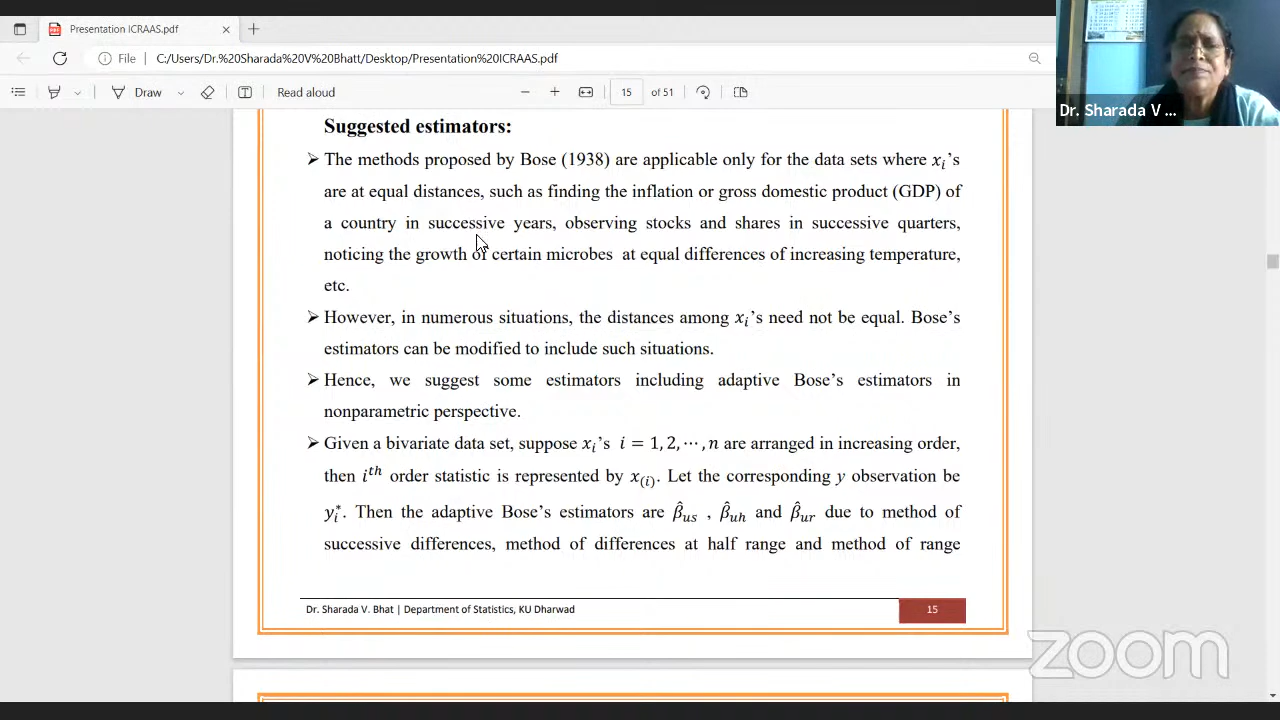 Presentation ICRAAS.pdf
File C:/Users/Dr.%20Sharada%20V%20Bhatt/Desktop/Presentation%20ICRAAS.pdf
Draw
Read aloud
15 of 51
Dr. Sharada V ...
Suggested estimators:
➢ The methods proposed by Bose (1938) are applicable only for the data sets where xᵢ's
are at equal distances, such as finding the inflation or gross domestic product (GDP) of
a country in successive years, observing stocks and shares in successive quarters,
noticing the growth of certain microbes at equal differences of increasing temperature,
etc.
➢ However, in numerous situations, the distances among xᵢ's need not be equal. Bose's
estimators can be modified to include such situations.
➢ Hence, we suggest some estimators including adaptive Bose's estimators in
nonparametric perspective.
➢ Given a bivariate data set, suppose xᵢ's i = 1, 2, ⋯, n are arranged in increasing order,
then iᵗʰ order statistic is represented by x₍ᵢ₎. Let the corresponding y observation be
yᵢ*. Then the adaptive Bose's estimators are β̂ᵤₛ , β̂ᵤₕ and β̂ᵤᵣ due to method of
successive differences, method of differences at half range and method of range
Dr. Sharada V. Bhat | Department of Statistics, KU Dharwad
15
zoom